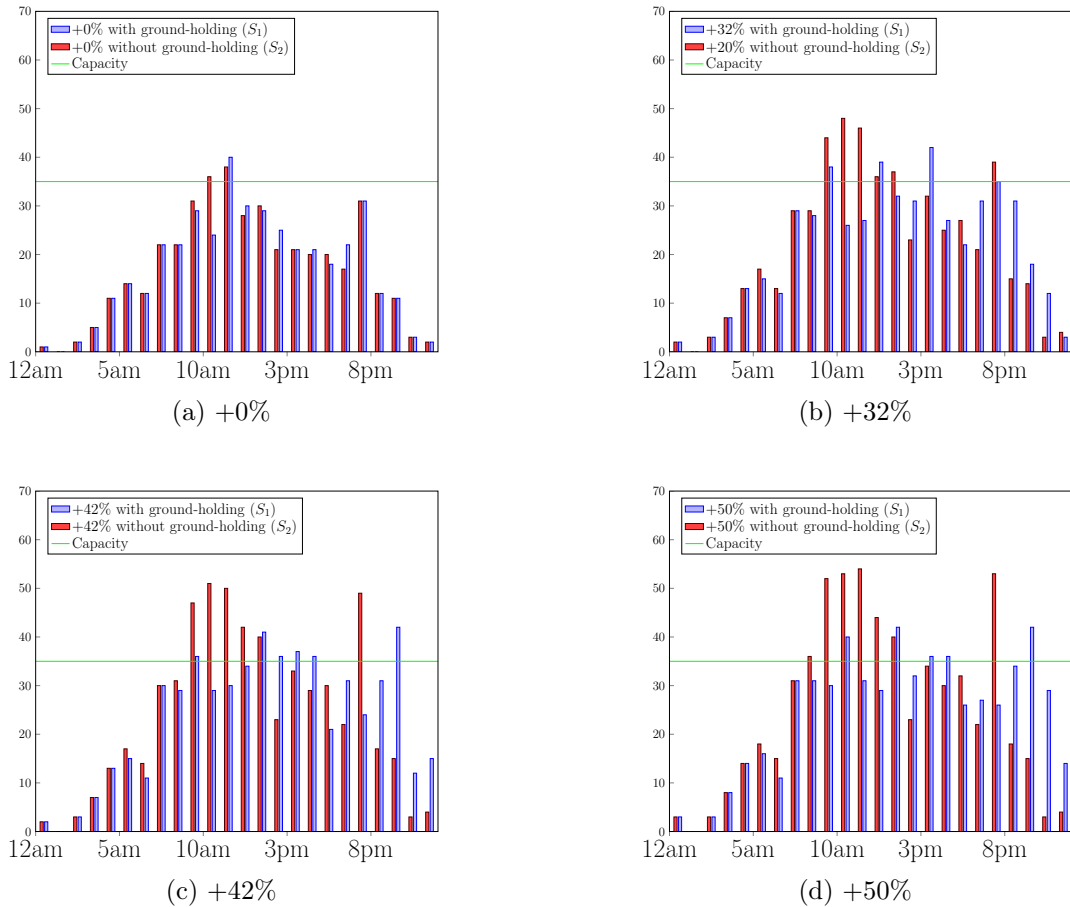 70
60
50
40
30
20
10
0
+0% with ground-holding (S1)
+0% without ground-holding (S2)
Capacity
12am 5am 10am 3pm 8pm
(a) +0%
70
60
50
40
30
20
10
0
+32% with ground-holding (S1)
+20% without ground-holding (S2)
Capacity
12am 5am 10am 3pm 8pm
(b) +32%
70
60
50
40
30
20
10
0
+42% with ground-holding (S1)
+42% without ground-holding (S2)
Capacity
12am 5am 10am 3pm 8pm
(c) +42%
70
60
50
40
30
20
10
0
+50% with ground-holding (S1)
+50% without ground-holding (S2)
Capacity
12am 5am 10am 3pm 8pm
(d) +50%